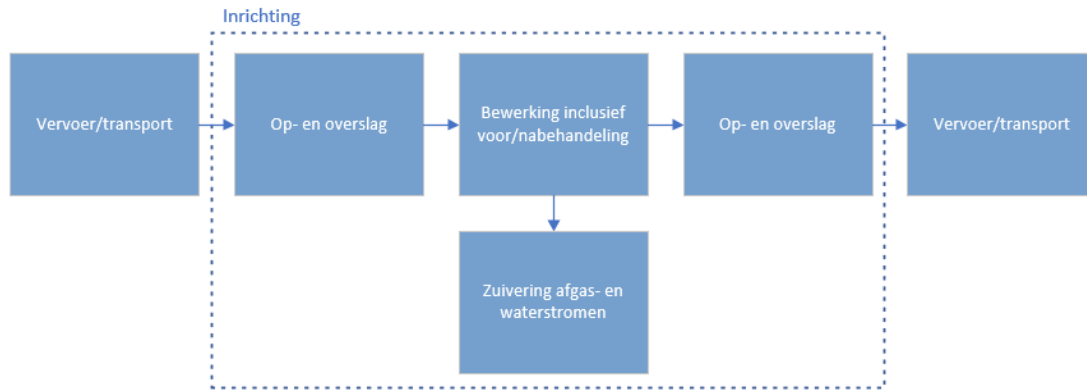 Inrichting
Vervoer/transport
Op- en overslag
Bewerking inclusief
voor/nabehandeling
Op- en overslag
Vervoer/transport
Zuivering afgas- en
waterstromen